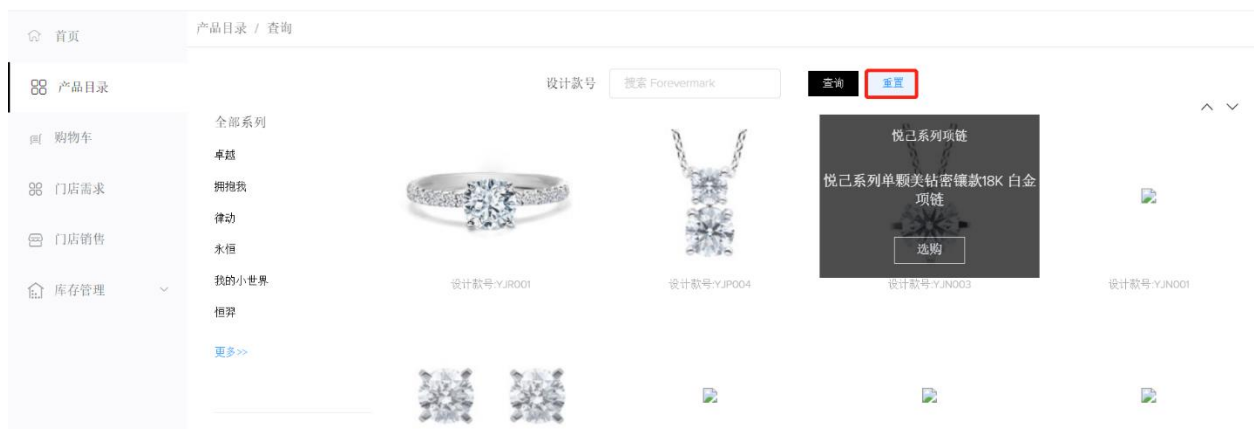 首页
产品目录
购物车
门店需求
门店销售
库存管理
产品目录 / 查询
设计款号
搜索 Forevermark
查询
重置
全部系列
卓越
拥抱我
律动
永恒
我的小世界
恒羿
更多>>
设计款号:YJR001
设计款号:YJP004
悦己系列项链
悦己系列单颗美钻密镶款18K 白金
项链
选购
设计款号:YJN003
设计款号:YJN001